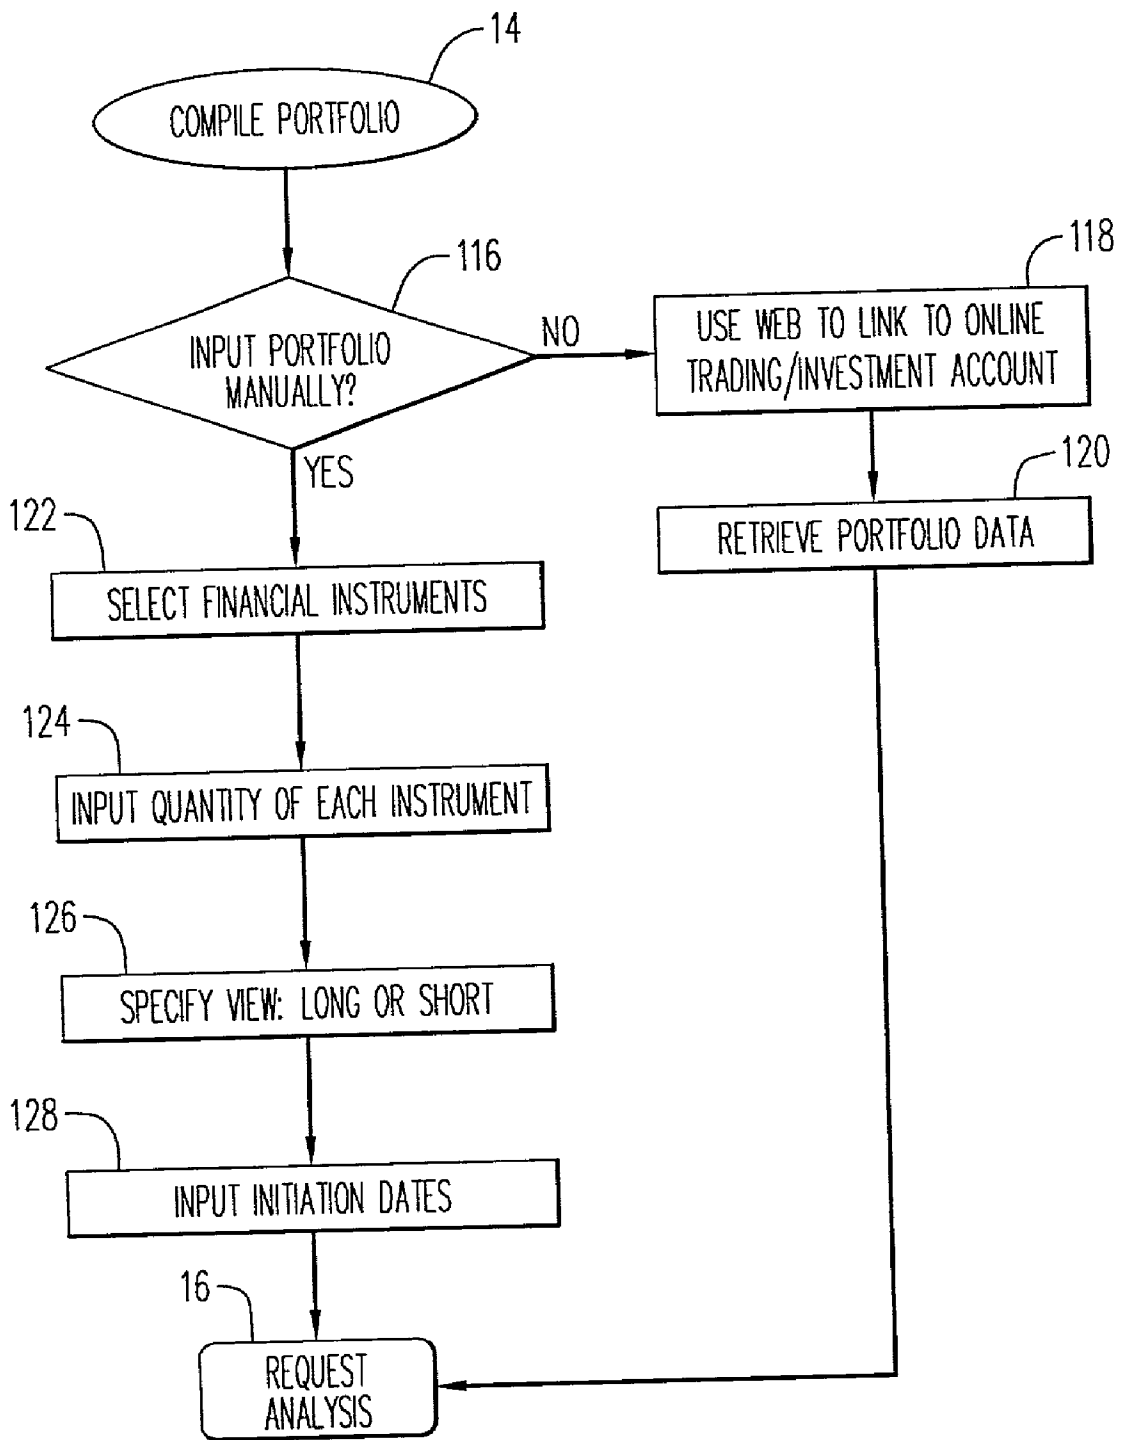 14
COMPILE PORTFOLIO
116
INPUT PORTFOLIO
MANUALLY?
NO
118
USE WEB TO LINK TO ONLINE
TRADING/INVESTMENT ACCOUNT
YES
120
RETRIEVE PORTFOLIO DATA
122
SELECT FINANCIAL INSTRUMENTS
124
INPUT QUANTITY OF EACH INSTRUMENT
126
SPECIFY VIEW: LONG OR SHORT
128
INPUT INITIATION DATES
16
REQUEST
ANALYSIS